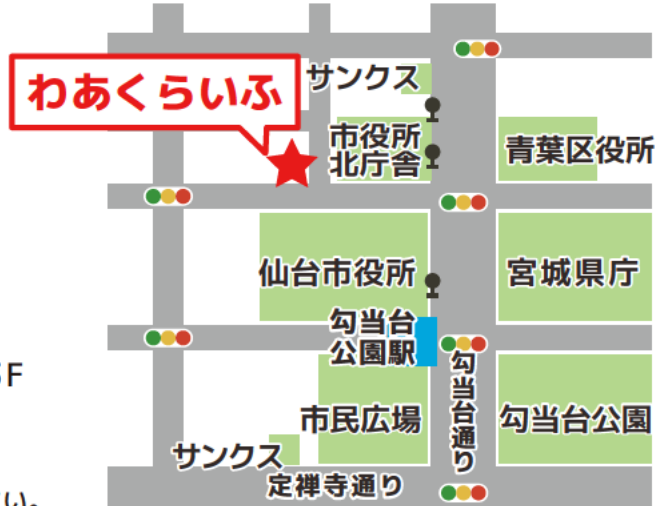 わあくらいふ
サンクス
市役所
北庁舎
青葉区役所
仙台市役所
宮城県庁
勾当台
公園駅
F
勾当台通り
市民広場
勾当台公園
サンクス
定禅寺通り
い。